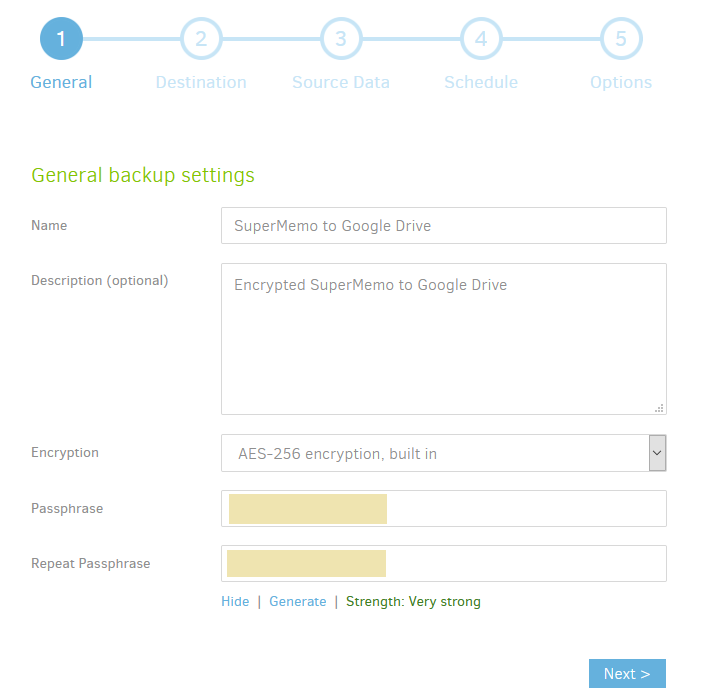 1 2 3 4 5
General Destination Source Data Schedule Options
General backup settings
Name
SuperMemo to Google Drive
Description (optional)
Encrypted SuperMemo to Google Drive
Encryption
AES-256 encryption, built in
Passphrase
Repeat Passphrase
Hide | Generate | Strength: Very strong
Next >